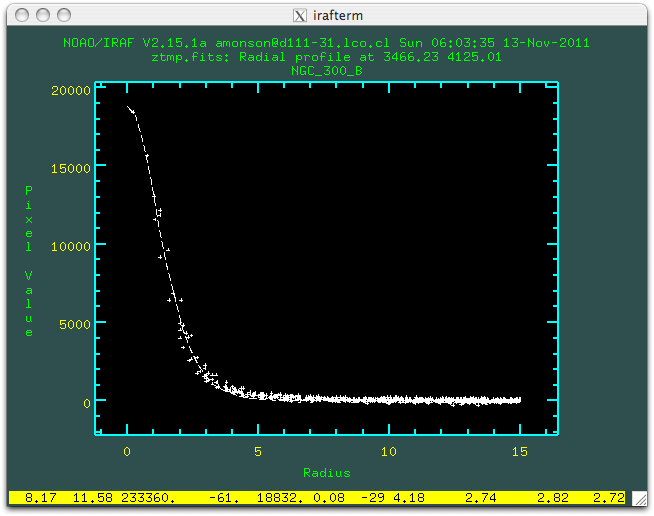 irafterm
NOAO/IRAF V2.15.1a amonson@d111-31.lco.cl Sun 06:03:35 13-Nov-2011
ztmp.fits: Radial profile at 3466.23 4125.01
NGC_300_B
20000
15000
10000
5000
0
Pixel Value
0 5 10 15
Radius
8.17 11.58 233360. -61. 18832. 0.08 -29 4.18 2.74 2.82 2.72